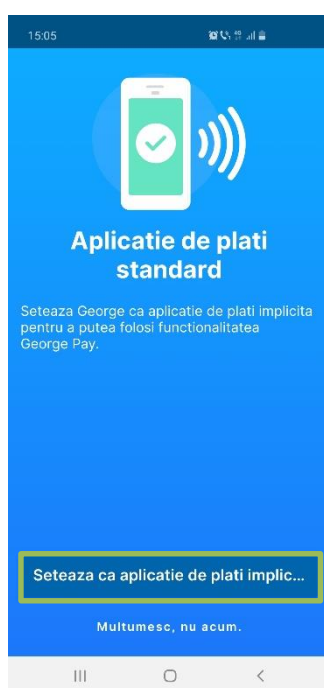 15:05
Aplicatie de plati
standard
Seteaza George ca aplicatie de plati implicita
pentru a putea folosi functionalitatea
George Pay.
Seteaza ca aplicatie de plati implic...
Multumesc, nu acum.